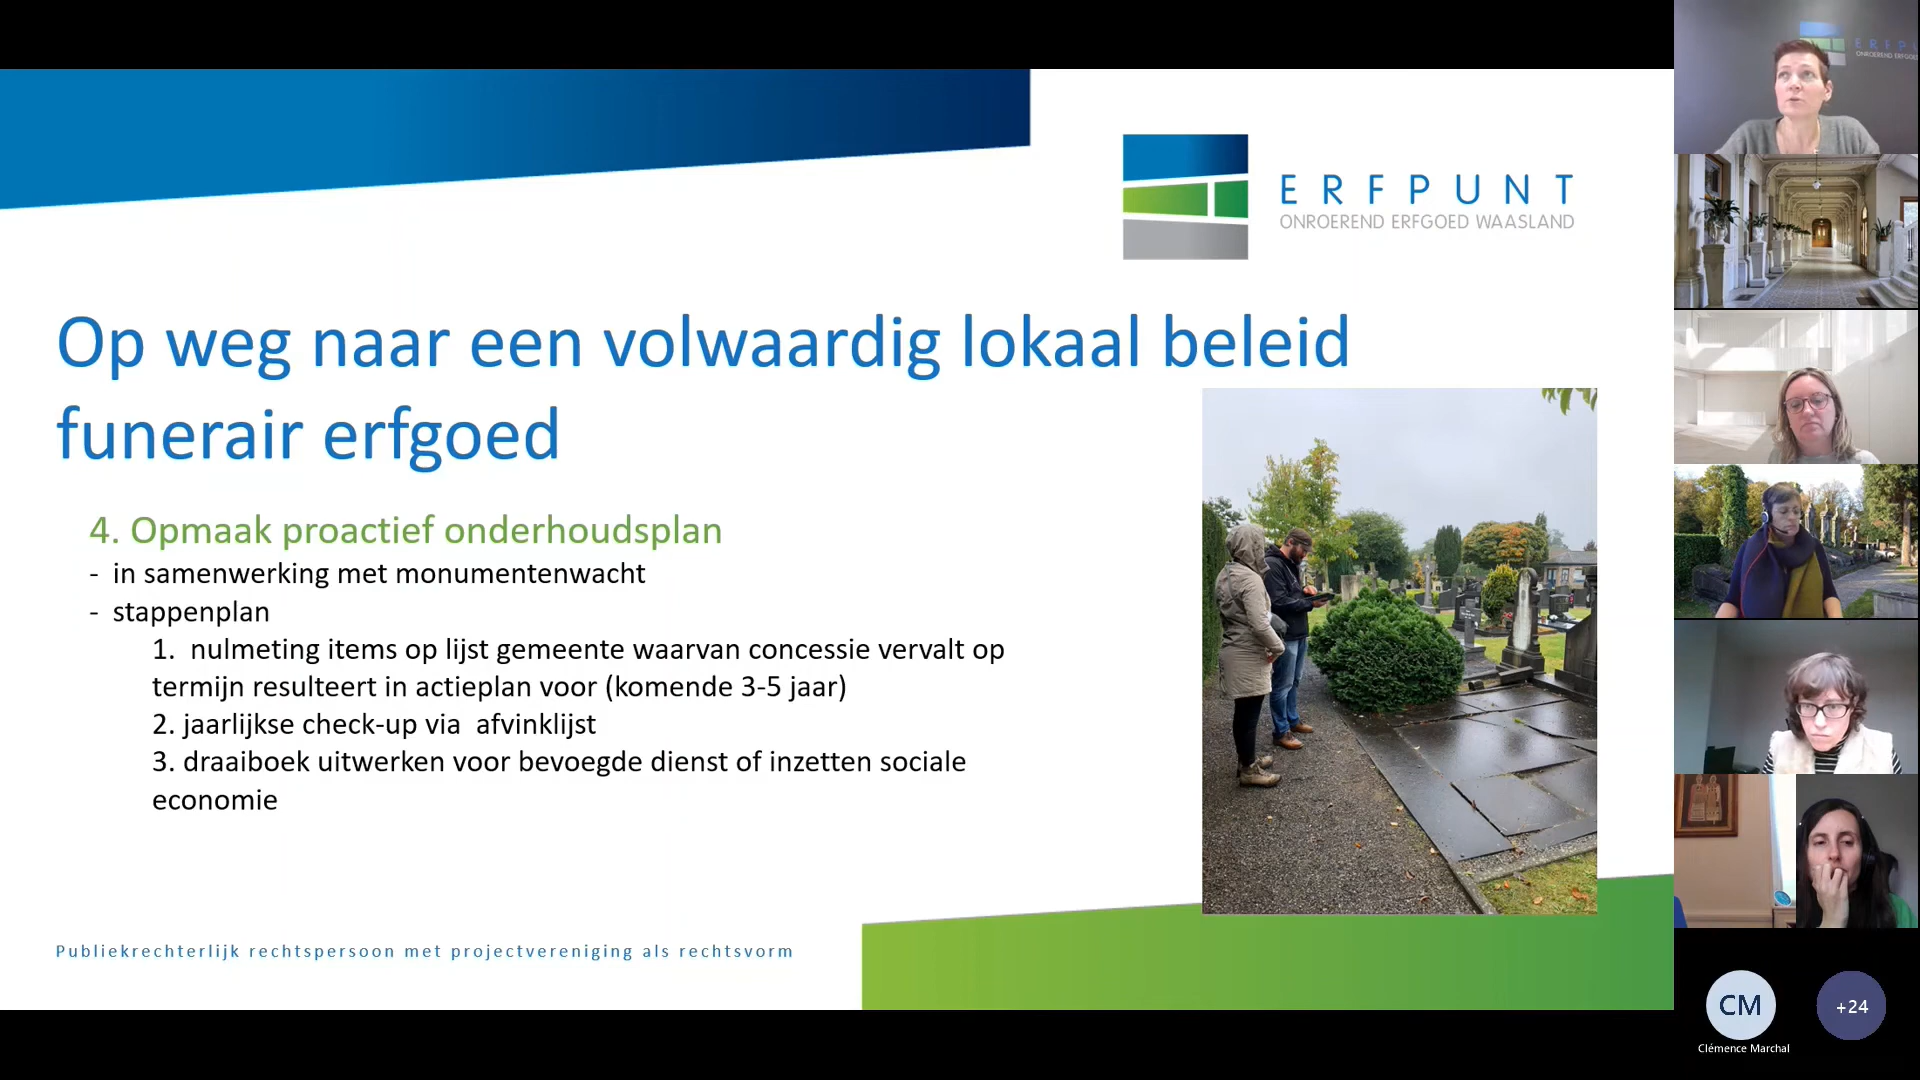 ERFPUNT
ONROEREND ERFGOED WAASLAND
Op weg naar een volwaardig lokaal beleid
funerair erfgoed
4. Opmaak proactief onderhoudsplan
- in samenwerking met monumentenwacht
- stappenplan
1. nulmeting items op lijst gemeente waarvan concessie vervalt op
termijn resulteert in actieplan voor (komende 3-5 jaar)
2. jaarlijkse check-up via afvinklijst
3. draaiboek uitwerken voor bevoegde dienst of inzetten sociale
economie
Publiekrechterlijk rechtspersoon met projectvereniging als rechtsvorm
CM
+24
Clémence Marchal